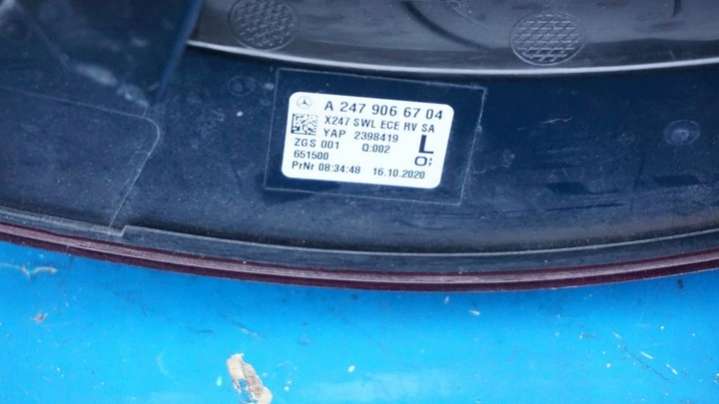 A 247 906 67 04
X247 SWL ECE RV SA
YAP 2398419
ZGS 001 Q:002
L
651500
O;
PrNr 08:34:48 16.10.2020